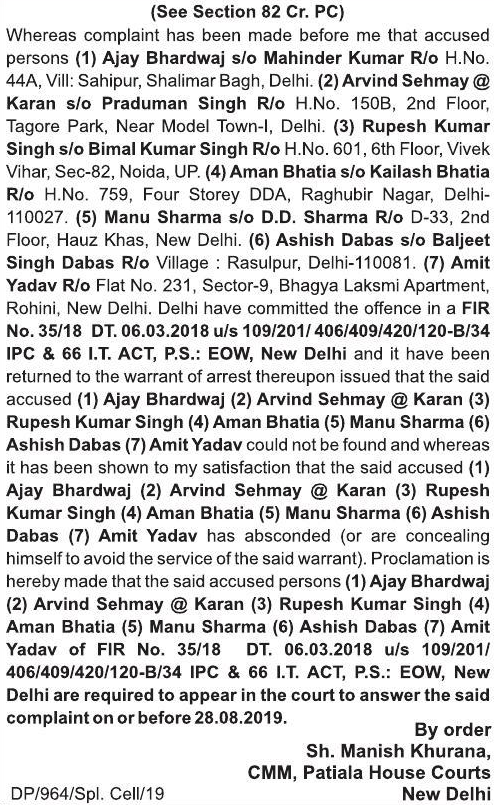 (See Section 82 Cr. PC)
Whereas complaint has been made before me that accused
persons (1) Ajay Bhardwaj s/o Mahinder Kumar R/o H.No.
44A, Vill: Sahipur, Shalimar Bagh, Delhi. (2) Arvind Sehmay @
Karan s/o Praduman Singh R/o H.No. 150B, 2nd Floor,
Tagore Park, Near Model Town-I, Delhi. (3) Rupesh Kumar
Singh s/o Bimal Kumar Singh R/o H.No. 601, 6th Floor, Vivek
Vihar, Sec-82, Noida, UP. (4) Aman Bhatia s/o Kailash Bhatia
R/o H.No. 759, Four Storey DDA, Raghubir Nagar, Delhi-
110027. (5) Manu Sharma s/o D.D. Sharma R/o D-33, 2nd
Floor, Hauz Khas, New Delhi. (6) Ashish Dabas s/o Baljeet
Singh Dabas R/o Village : Rasulpur, Delhi-110081. (7) Amit
Yadav R/o Flat No. 231, Sector-9, Bhagya Laksmi Apartment,
Rohini, New Delhi. Delhi have committed the offence in a FIR
No. 35/18 DT. 06.03.2018 u/s 109/201/ 406/409/420/120-B/34
IPC & 66 I.T. ACT, P.S.: EOW, New Delhi and it have been
returned to the warrant of arrest thereupon issued that the said
accused (1) Ajay Bhardwaj (2) Arvind Sehmay @ Karan (3)
Rupesh Kumar Singh (4) Aman Bhatia (5) Manu Sharma (6)
Ashish Dabas (7) Amit Yadav could not be found and whereas
it has been shown to my satisfaction that the said accused (1)
Ajay Bhardwaj (2) Arvind Sehmay @ Karan (3) Rupesh
Kumar Singh (4) Aman Bhatia (5) Manu Sharma (6) Ashish
Dabas (7) Amit Yadav has absconded (or are concealing
himself to avoid the service of the said warrant). Proclamation is
hereby made that the said accused persons (1) Ajay Bhardwaj
(2) Arvind Sehmay @ Karan (3) Rupesh Kumar Singh (4)
Aman Bhatia (5) Manu Sharma (6) Ashish Dabas (7) Amit
Yadav of FIR No. 35/18 DT. 06.03.2018 u/s 109/201/
406/409/420/120-B/34 IPC & 66 I.T. ACT, P.S.: EOW, New
Delhi are required to appear in the court to answer the said
complaint on or before 28.08.2019.
By order
Sh. Manish Khurana,
CMM, Patiala House Courts
DP/964/Spl. Cell/19 New Delhi